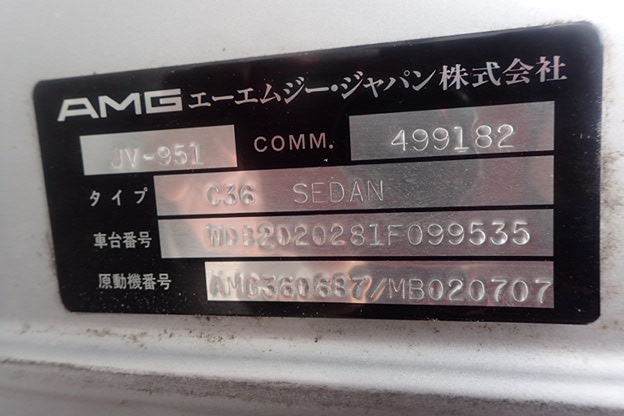 AMG エーエムジー・ジャパン株式会社
JV-951 COMM. 499182
タイプ C36 SEDAN
車台番号 WDB2020281F099535
原動機番号 AMG360687/MB020707